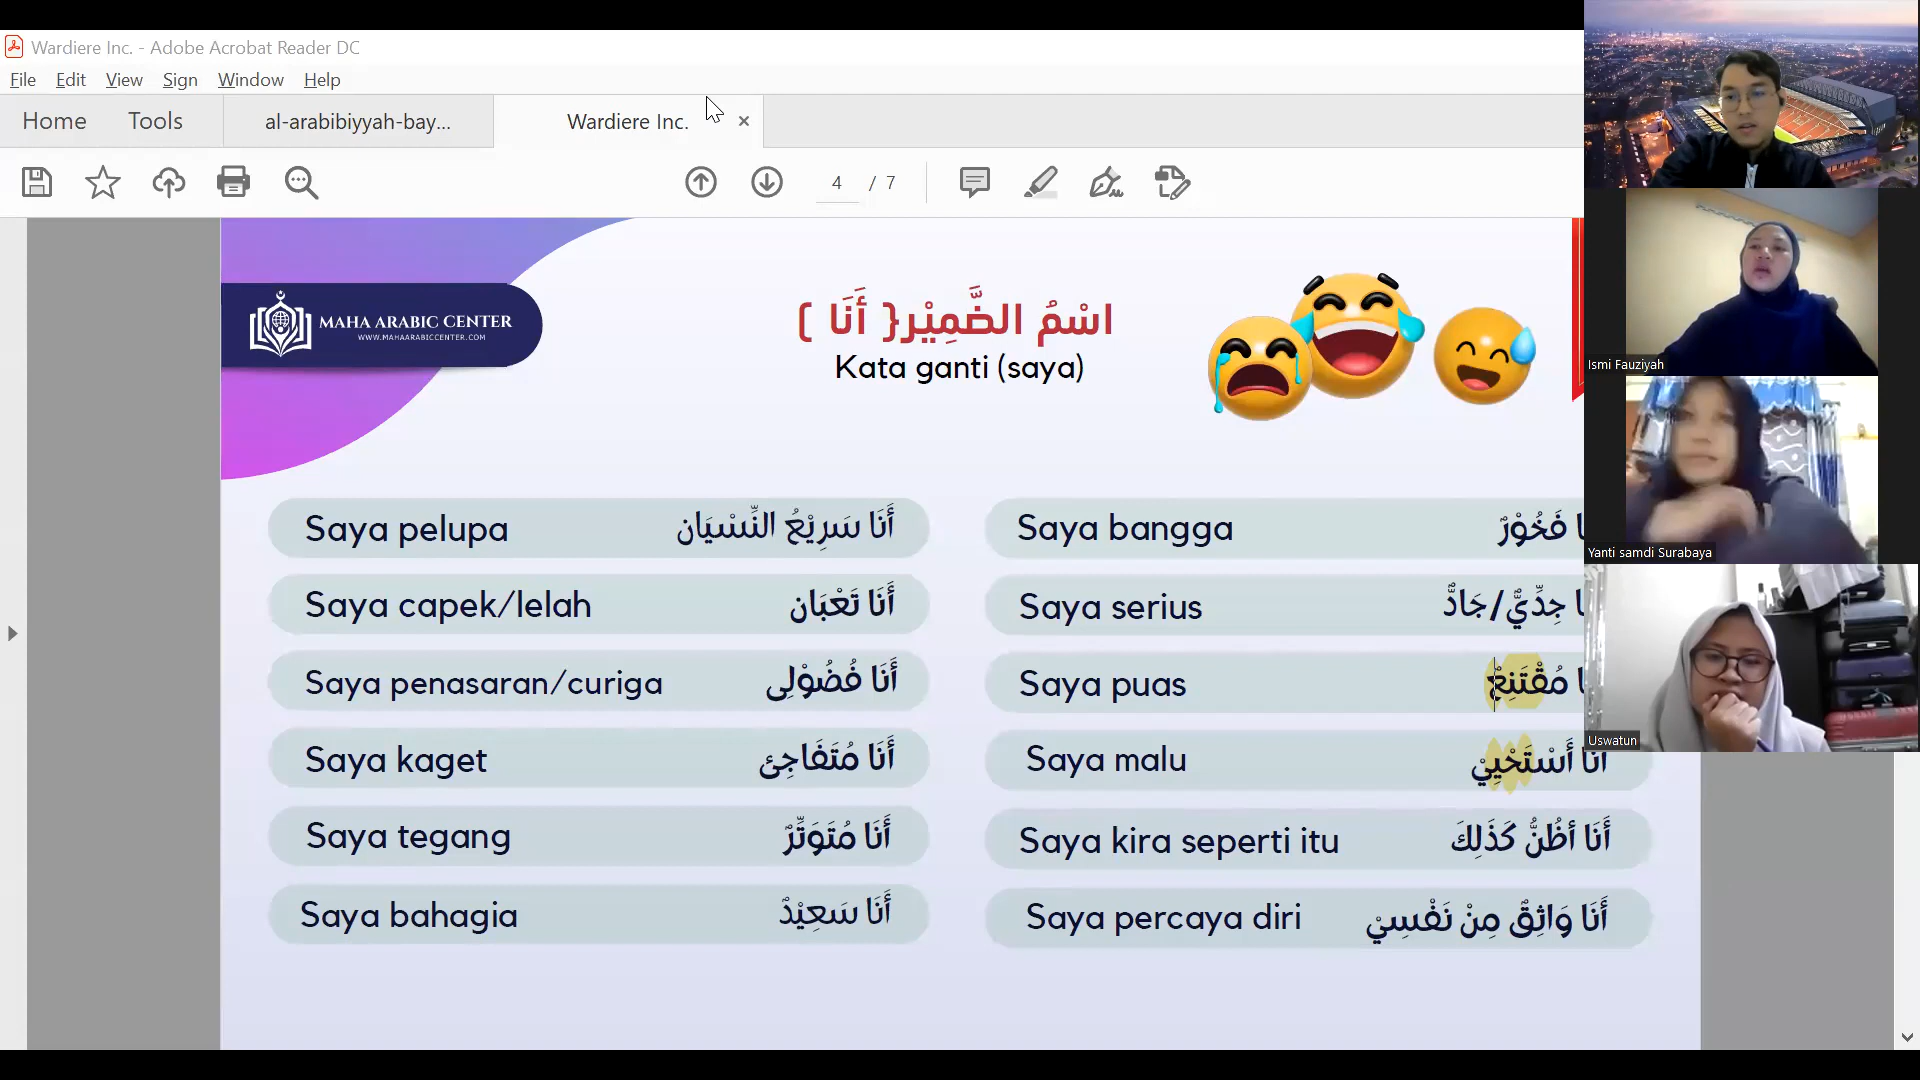 Wardiere Inc. - Adobe Acrobat Reader DC
File Edit View Sign Window Help
Home Tools al-arabibiyyah-bay... Wardiere Inc.
4 / 7
MAHA ARABIC CENTER
WWW.MAHAARABICCENTER.COM
اسْمُ الضَّمِيْر{ أَنَا )
Kata ganti (saya)
Saya pelupa أَنَا سَرِيْعُ النِّسْيَان
Saya capek/lelah أَنَا تَعْبَان
Saya penasaran/curiga أَنَا فُضُوْلِى
Saya kaget أَنَا مُتَفَاجِئ
Saya tegang أَنَا مُتَوَتِّرٌ
Saya bahagia أَنَا سَعِيْدٌ
Saya bangga فَخُوْرٌ
Saya serius جِدِّيٌّ/جَادٌّ
Saya puas مُقْتَنِعٌ
Saya malu أَنَا أَسْتَحْيِيْ
Saya kira seperti itu أَنَا أظُنُّ كَذَلِكَ
Saya percaya diri أَنَا وَاثِقٌ مِنْ نَفْسِيْ
Ismi Fauziyah
Yanti samdi Surabaya
Uswatun